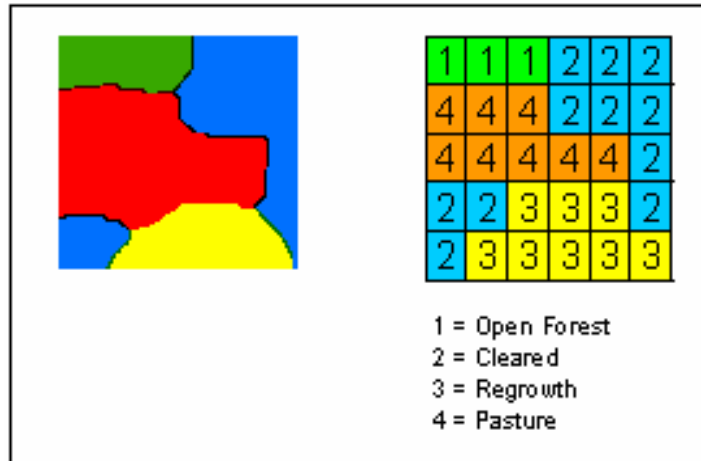 1 1 1 2 2 2
4 4 4 2 2 2
4 4 4 4 4 2
2 2 3 3 3 2
2 3 3 3 3 3
1 = Open Forest
2 = Cleared
3 = Regrowth
4 = Pasture